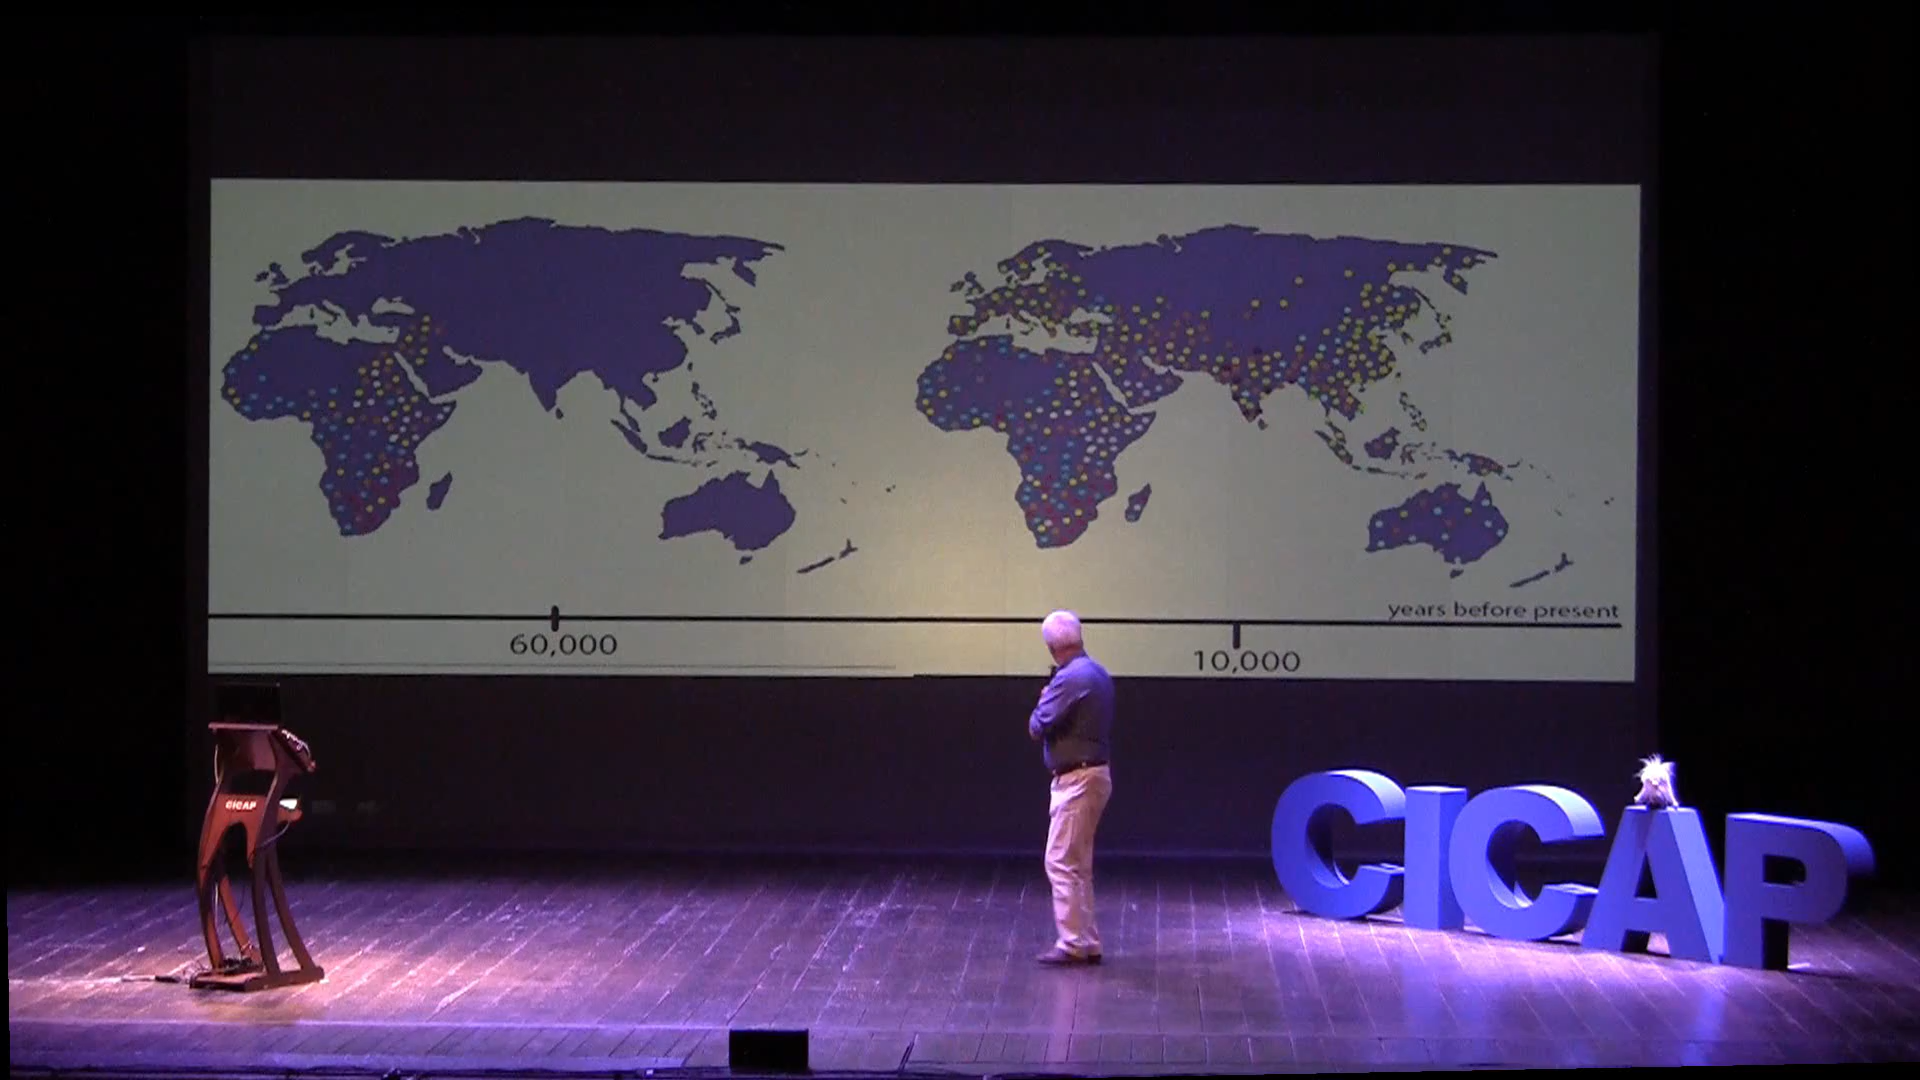 years before present
60,000
10,000
CICAP
CICAP